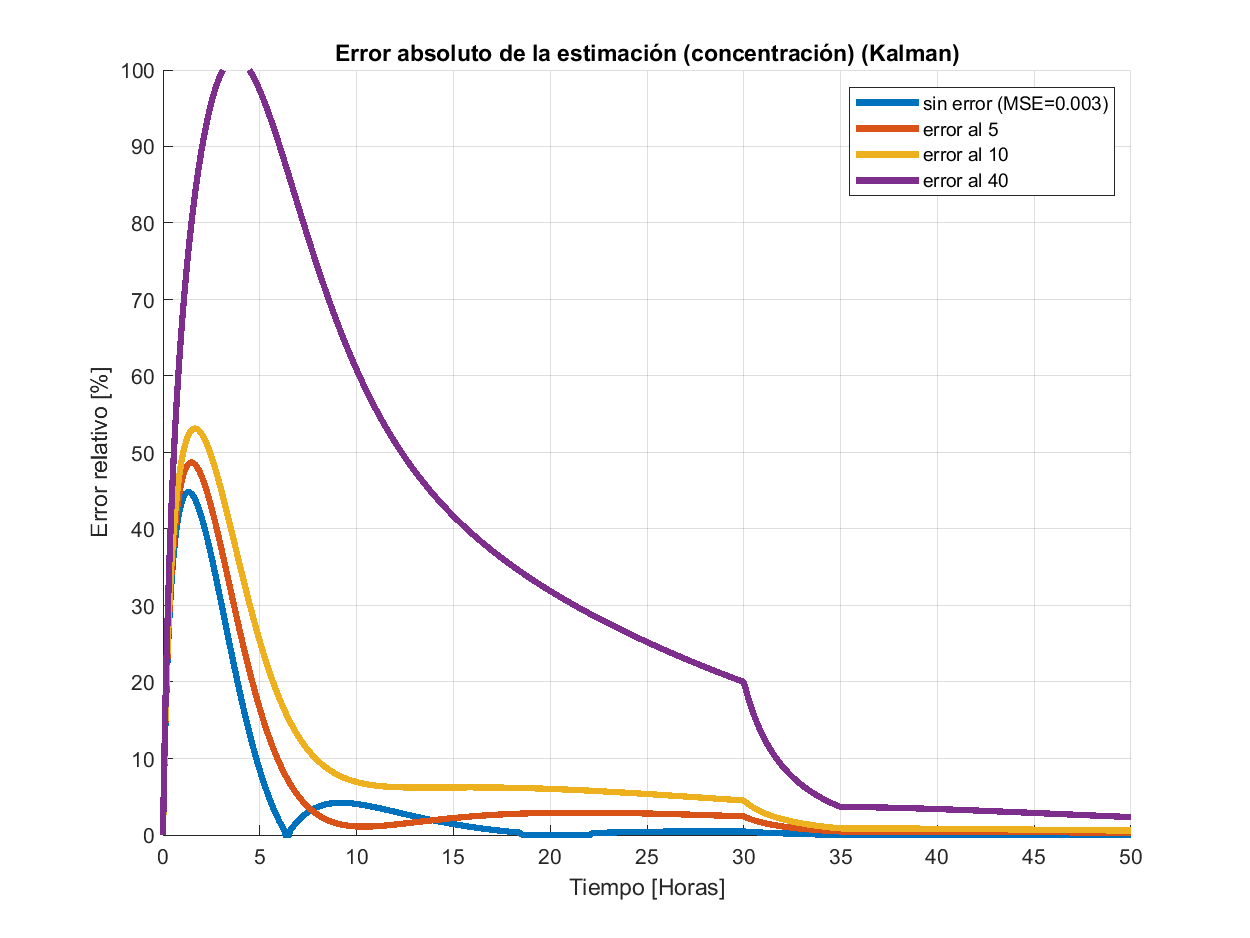 Error absoluto de la estimación (concentración) (Kalman)
sin error (MSE=0.003)
error al 5
error al 10
error al 40
Error relativo [%]
100
90
80
70
60
50
40
30
20
10
0
0 5 10 15 20 25 30 35 40 45 50
Tiempo [Horas]